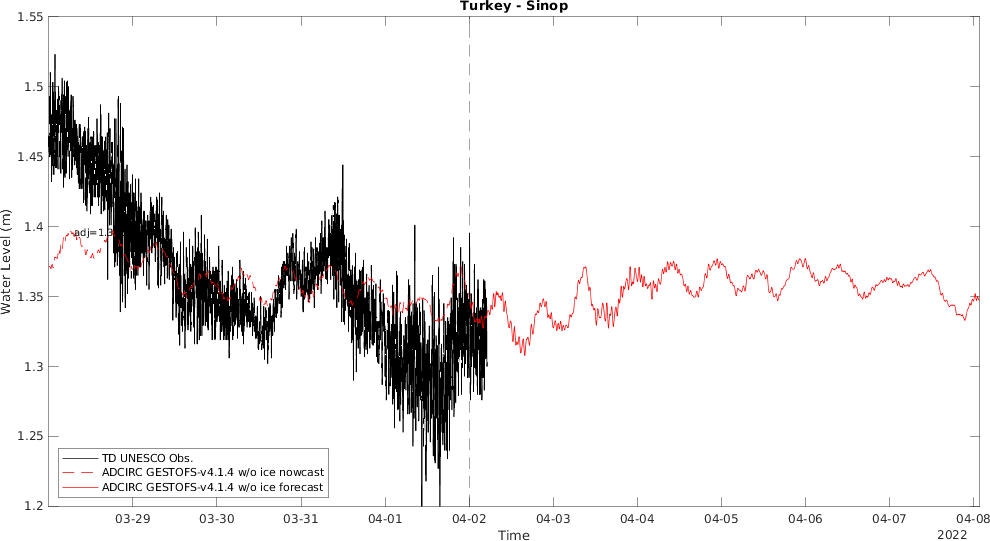 Turkey - Sinop
1.55
1.5
1.45
1.4
1.35
1.3
1.25
1.2
Water Level (m)
adj=1.3
TD UNESCO Obs.
ADCIRC GESTOFS-v4.1.4 w/o ice nowcast
ADCIRC GESTOFS-v4.1.4 w/o ice forecast
03-29 03-30 03-31 04-01 04-02 04-03 04-04 04-05 04-06 04-07 04-08
Time
2022